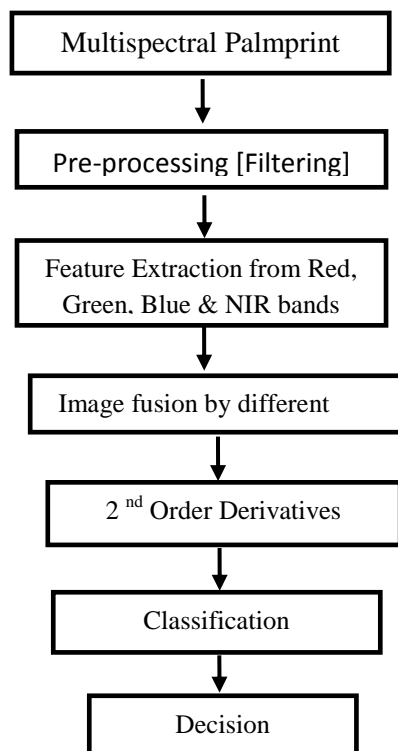 Multispectral Palmprint
Pre-processing [Filtering]
Feature Extraction from Red,
Green, Blue & NIR bands
Image fusion by different
2 nd Order Derivatives
Classification
Decision